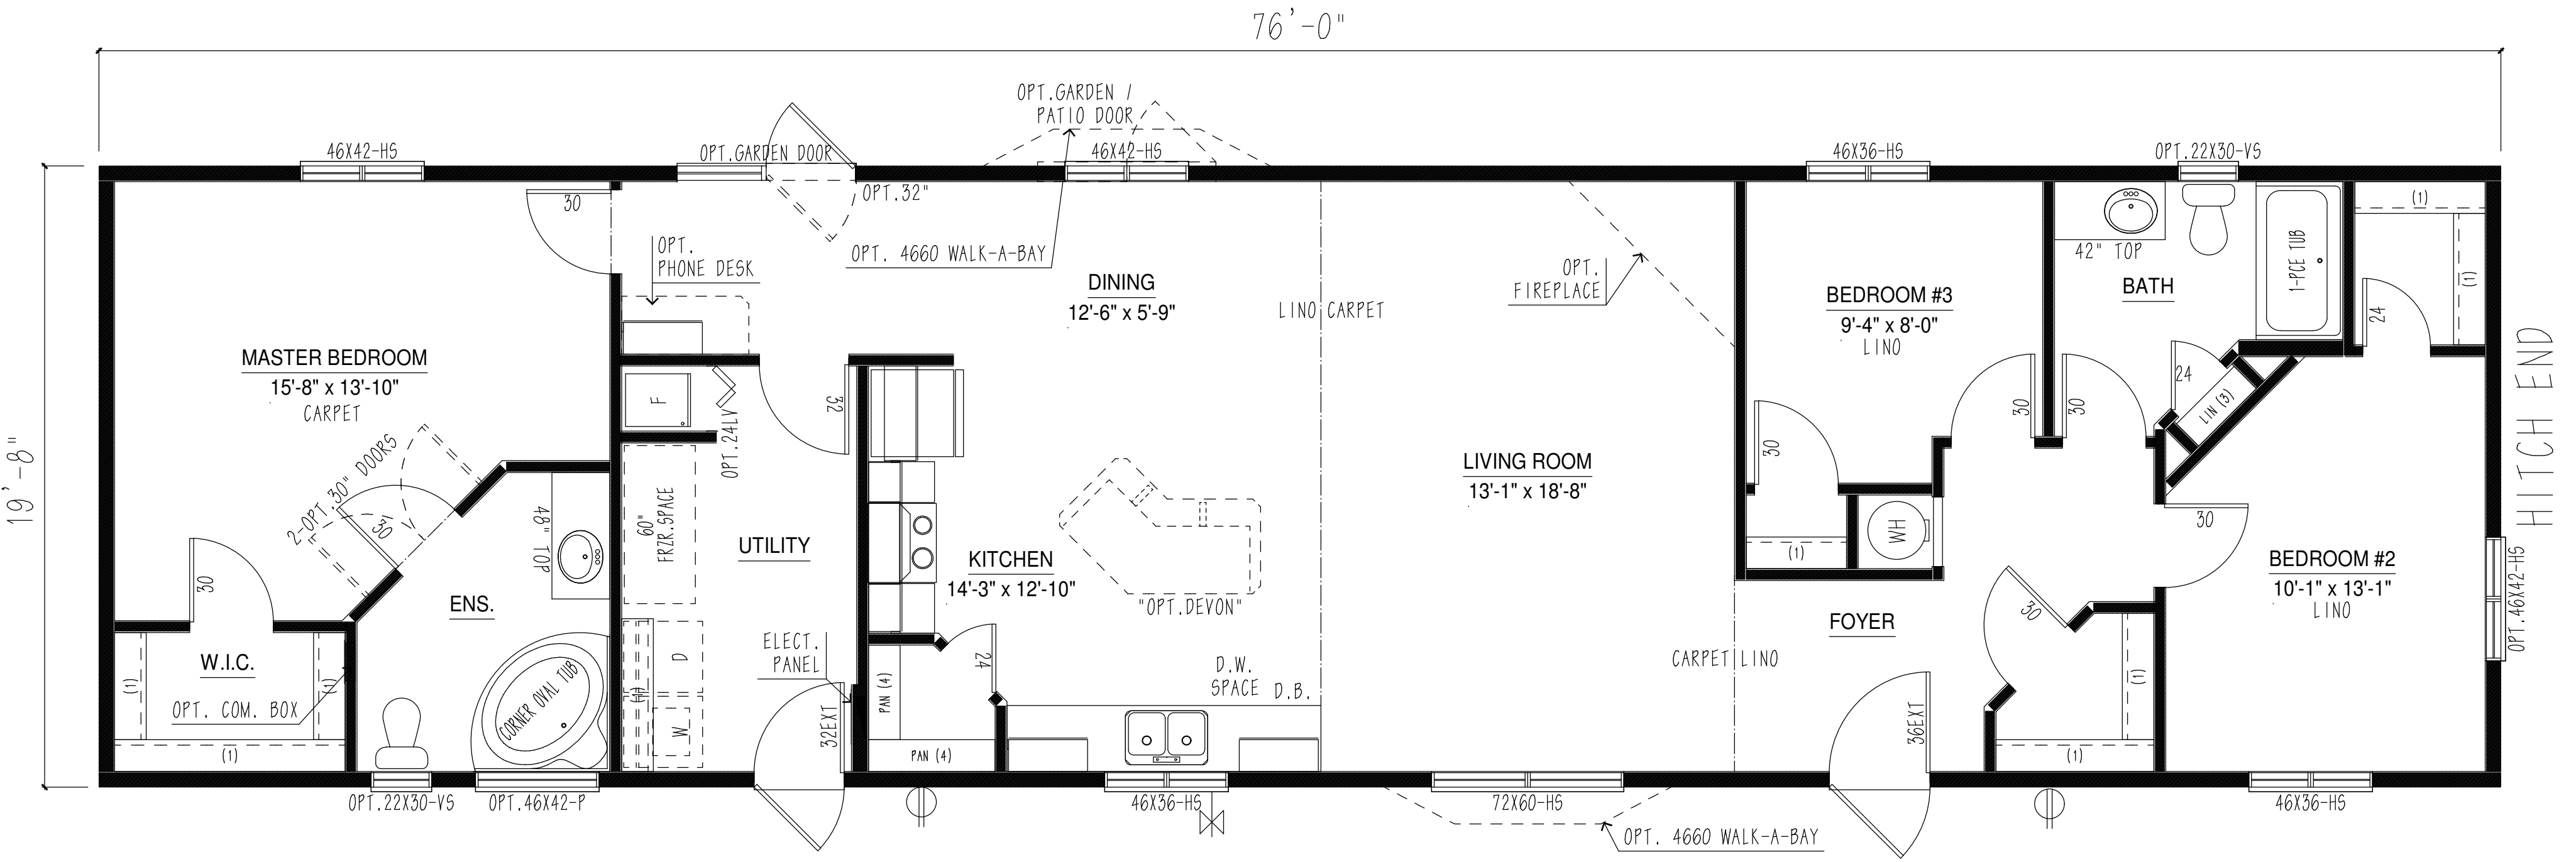 76'-0"
OPT.GARDEN /
PATIO DOOR
46X42-HS
OPT.GARDEN DOOR
46X42-HS
46X36-HS
OPT.22X30-VS
30
OPT.32"
OPT.
PHONE DESK
OPT. 4660 WALK-A-BAY
DINING
12'-6" x 5'-9"
LINO CARPET
OPT.
FIREPLACE
BEDROOM #3
9'-4" x 8'-0"
LINO
42" TOP
BATH
1-PCE TUB
(1)
(1)
24
MASTER BEDROOM
15'-8" x 13'-10"
CARPET
F
OPT.24LV
32
30
30
24
LIN (3)
HITCH END
19'-8"
2-OPT.30" DOORS
30
30
48" TOP
ENS.
60"
FRZR.SPACE
UTILITY
KITCHEN
14'-3" x 12'-10"
"OPT.DEVON"
LIVING ROOM
13'-1" x 18'-8"
30
(1)
WH
30
BEDROOM #2
10'-1" x 13'-1"
LINO
OPT.46X42-HS
FOYER
30
W.I.C.
(1)
(1)
(1)
OPT. COM. BOX
CORNER OVAL TUB
D
W
(1)
ELECT.
PANEL
32EXT
24
PAN (4)
PAN (4)
D.W.
SPACE
D.B.
CARPET LINO
36EXT
(1)
(1)
OPT.22X30-VS
OPT.46X42-P
46X36-HS
72X60-HS
OPT. 4660 WALK-A-BAY
46X36-HS